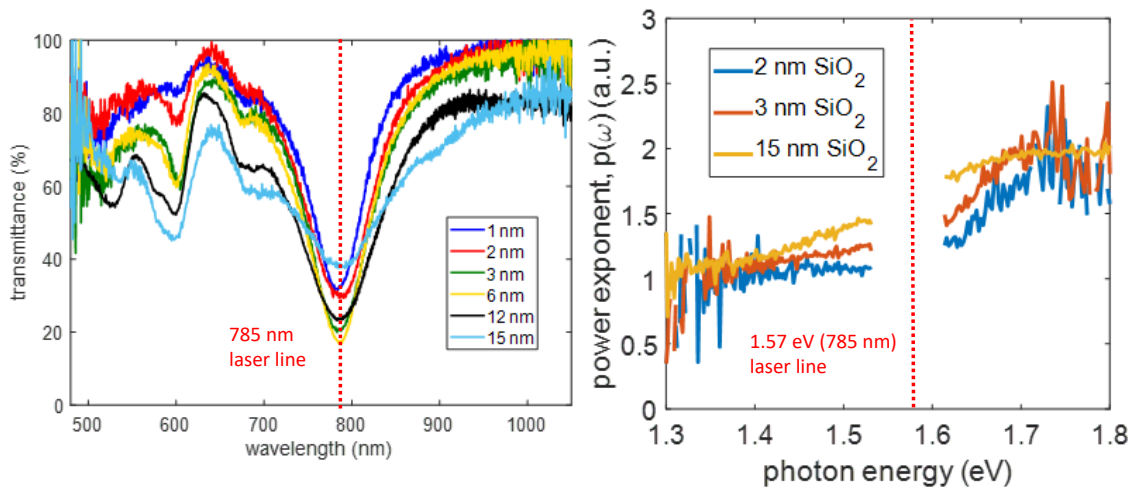 100
80
60
40
20
0
transmittance (%)
500
600
700
800
900
1000
wavelength (nm)
785 nm
laser line
1 nm
2 nm
3 nm
6 nm
12 nm
15 nm
3
2.5
2
1.5
1
0.5
0
power exponent, p(ω) (a.u.)
2 nm SiO₂
3 nm SiO₂
15 nm SiO₂
1.57 eV (785 nm)
laser line
1.3
1.4
1.5
1.6
1.7
1.8
photon energy (eV)